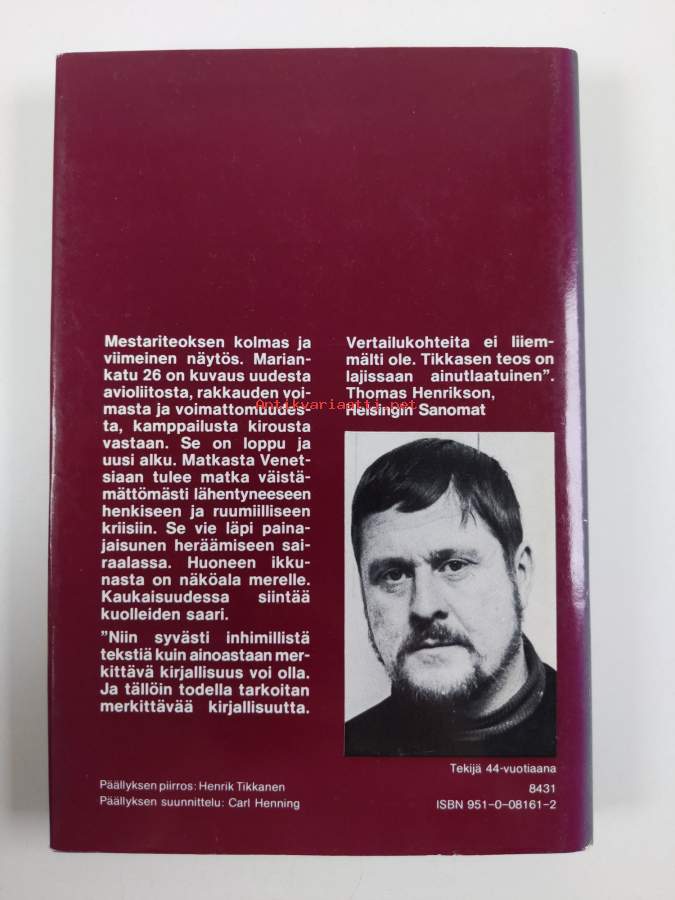 Mestariteoksen kolmas ja
viimeinen näytös. Marian-
katu 26 on kuvaus uudesta
avioliitosta, rakkauden voi-
masta ja voimattomuudes-
ta, kamppailusta kirousta
vastaan. Se on loppu ja
uusi alku. Matkasta Venet-
siaan tulee matka väistä-
mättömästi lähentyneeseen
henkiseen ja ruumiilliseen
kriisiin. Se vie läpi paina-
jaisunen heräämiseen sai-
raalassa. Huoneen ikku-
nasta on näköala merelle.
Kaukaisuudessa siintää
kuolleiden saari.
"Niin syvästi inhimillistä
tekstiä kuin ainoastaan mer-
kittävä kirjallisuus voi olla.
Ja tällöin todella tarkoitan
merkittävää kirjallisuutta.
Vertailukohteita ei liiem-
mälti ole. Tikkasen teos on
lajissaan ainutlaatuinen".
Thomas Henrikson,
Helsingin Sanomat
Antikvariaatti.net
Tekijä 44-vuotiaana
Päällyksen piirros: Henrik Tikkanen
Päällyksen suunnittelu: Carl Henning
8431
ISBN 951-0-08161-2